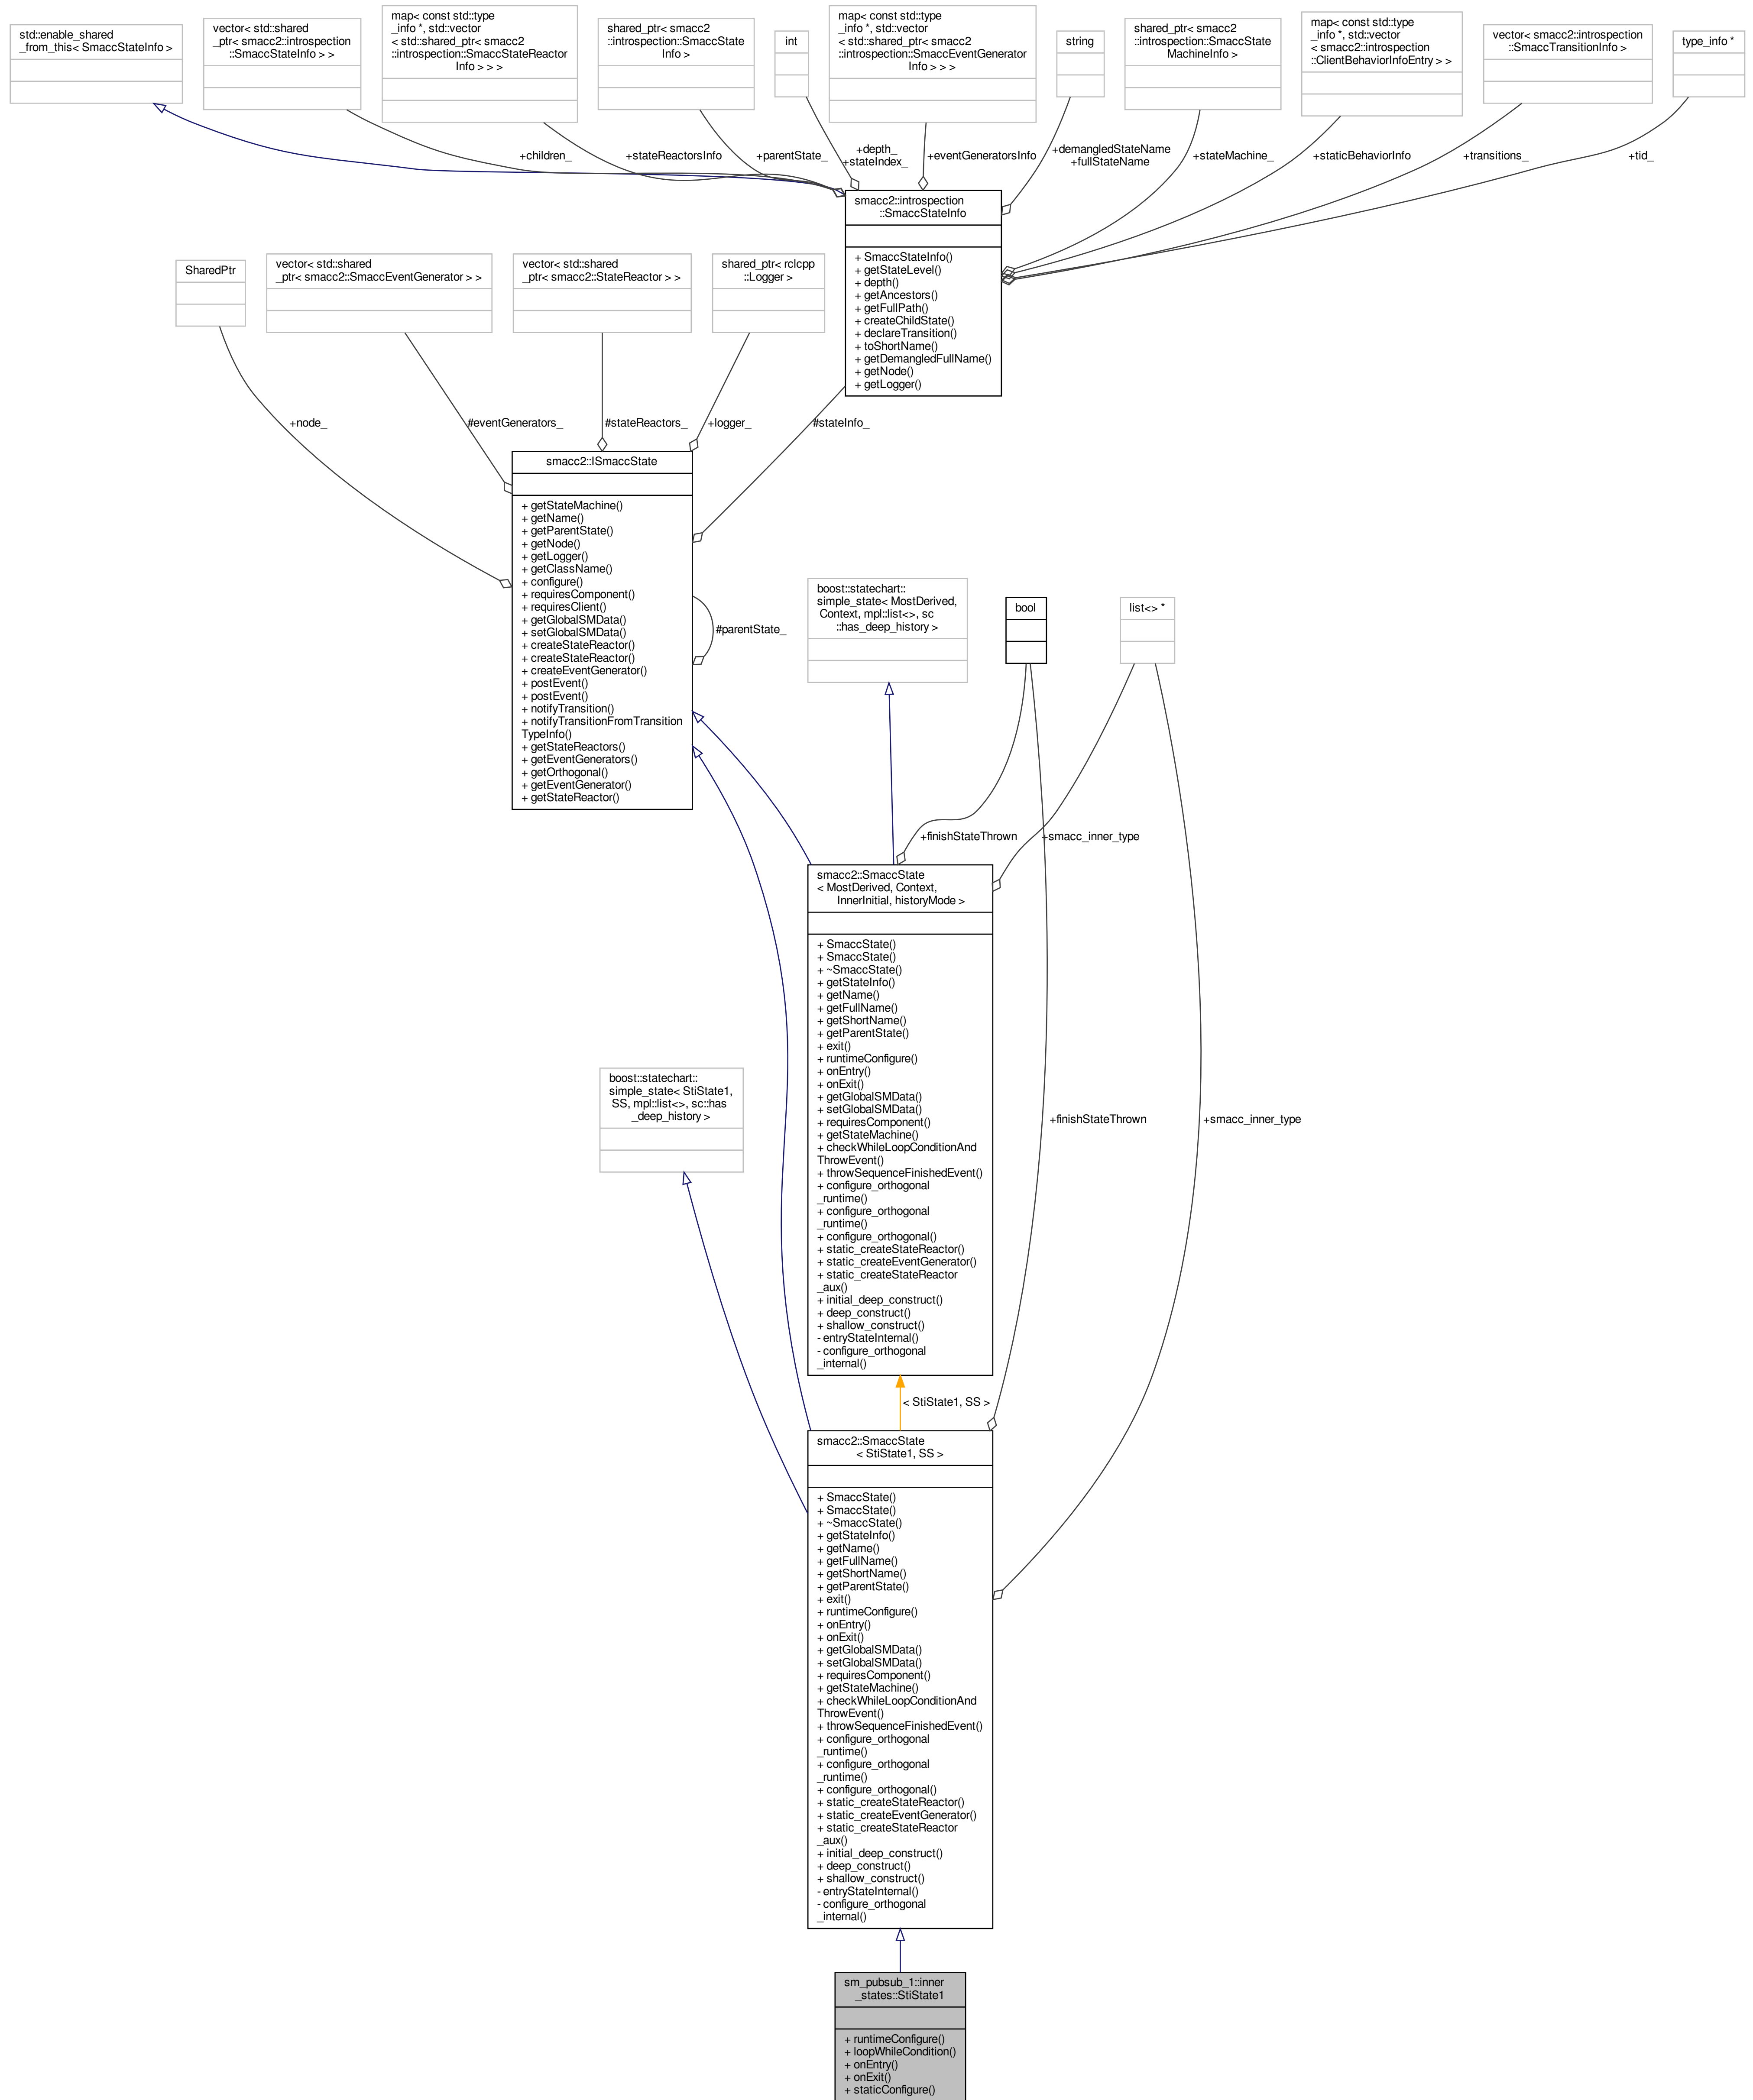 std::enable_shared
_from_this< SmaccStateInfo >
vector< std::shared
_ptr< smacc2::introspection
::SmaccStateInfo > >
map< const std::type
_info *, std::vector
< std::shared_ptr< smacc2
::introspection::SmaccStateReactor
Info > > >
shared_ptr< smacc2
::introspection::SmaccState
Info >
int
map< const std::type
_info *, std::vector
< std::shared_ptr< smacc2
::introspection::SmaccEventGenerator
Info > > >
string
shared_ptr< smacc2
::introspection::SmaccState
MachineInfo >
map< const std::type
_info *, std::vector
< smacc2::introspection
::ClientBehaviorInfoEntry > >
vector< smacc2::introspection
::SmaccTransitionInfo >
type_info *
+children_
+stateReactorsInfo
+parentState_
+depth_
+stateIndex_
+eventGeneratorsInfo
+demangledStateName
+fullStateName
+stateMachine_
+staticBehaviorInfo
+transitions_
+tid_
smacc2::introspection
::SmaccStateInfo
+ SmaccStateInfo()
+ getStateLevel()
+ depth()
+ getAncestors()
+ getFullPath()
+ createChildState()
+ declareTransition()
+ toShortName()
+ getDemangledFullName()
+ getNode()
+ getLogger()
SharedPtr
vector< std::shared
_ptr< smacc2::SmaccEventGenerator > >
vector< std::shared
_ptr< smacc2::StateReactor > >
shared_ptr< rclcpp
::Logger >
+node_
#eventGenerators_
#stateReactors_
+logger_
#stateInfo_
smacc2::ISmaccState
+ getStateMachine()
+ getName()
+ getParentState()
+ getNode()
+ getLogger()
+ getClassName()
+ configure()
+ requiresComponent()
+ requiresClient()
+ getGlobalSMData()
+ setGlobalSMData()
+ createStateReactor()
+ createStateReactor()
+ createEventGenerator()
+ postEvent()
+ postEvent()
+ notifyTransition()
+ notifyTransitionFromTransition
TypeInfo()
+ getStateReactors()
+ getEventGenerators()
+ getOrthogonal()
+ getEventGenerator()
+ getStateReactor()
#parentState_
boost::statechart::
simple_state< MostDerived,
Context, mpl::list<>, sc
::has_deep_history >
bool
list<> *
+finishStateThrown
+smacc_inner_type
smacc2::SmaccState
< MostDerived, Context,
InnerInitial, historyMode >
+ SmaccState()
+ SmaccState()
+ ~SmaccState()
+ getStateInfo()
+ getName()
+ getFullName()
+ getShortName()
+ getParentState()
+ exit()
+ runtimeConfigure()
+ onEntry()
+ onExit()
+ getGlobalSMData()
+ setGlobalSMData()
+ requiresComponent()
+ getStateMachine()
+ checkWhileLoopConditionAnd
ThrowEvent()
+ throwSequenceFinishedEvent()
+ configure_orthogonal
_runtime()
+ configure_orthogonal
_runtime()
+ configure_orthogonal()
+ static_createStateReactor()
+ static_createEventGenerator()
+ static_createStateReactor
_aux()
+ initial_deep_construct()
+ deep_construct()
+ shallow_construct()
- entryStateInternal()
- configure_orthogonal
_internal()
boost::statechart::
simple_state< StiState1,
SS, mpl::list<>, sc::has
_deep_history >
+finishStateThrown
+smacc_inner_type
< StiState1, SS >
smacc2::SmaccState
< StiState1, SS >
+ SmaccState()
+ SmaccState()
+ ~SmaccState()
+ getStateInfo()
+ getName()
+ getFullName()
+ getShortName()
+ getParentState()
+ exit()
+ runtimeConfigure()
+ onEntry()
+ onExit()
+ getGlobalSMData()
+ setGlobalSMData()
+ requiresComponent()
+ getStateMachine()
+ checkWhileLoopConditionAnd
ThrowEvent()
+ throwSequenceFinishedEvent()
+ configure_orthogonal
_runtime()
+ configure_orthogonal
_runtime()
+ configure_orthogonal()
+ static_createStateReactor()
+ static_createEventGenerator()
+ static_createStateReactor
_aux()
+ initial_deep_construct()
+ deep_construct()
+ shallow_construct()
- entryStateInternal()
- configure_orthogonal
_internal()
sm_pubsub_1::inner
_states::StiState1
+ runtimeConfigure()
+ loopWhileCondition()
+ onEntry()
+ onExit()
+ staticConfigure()